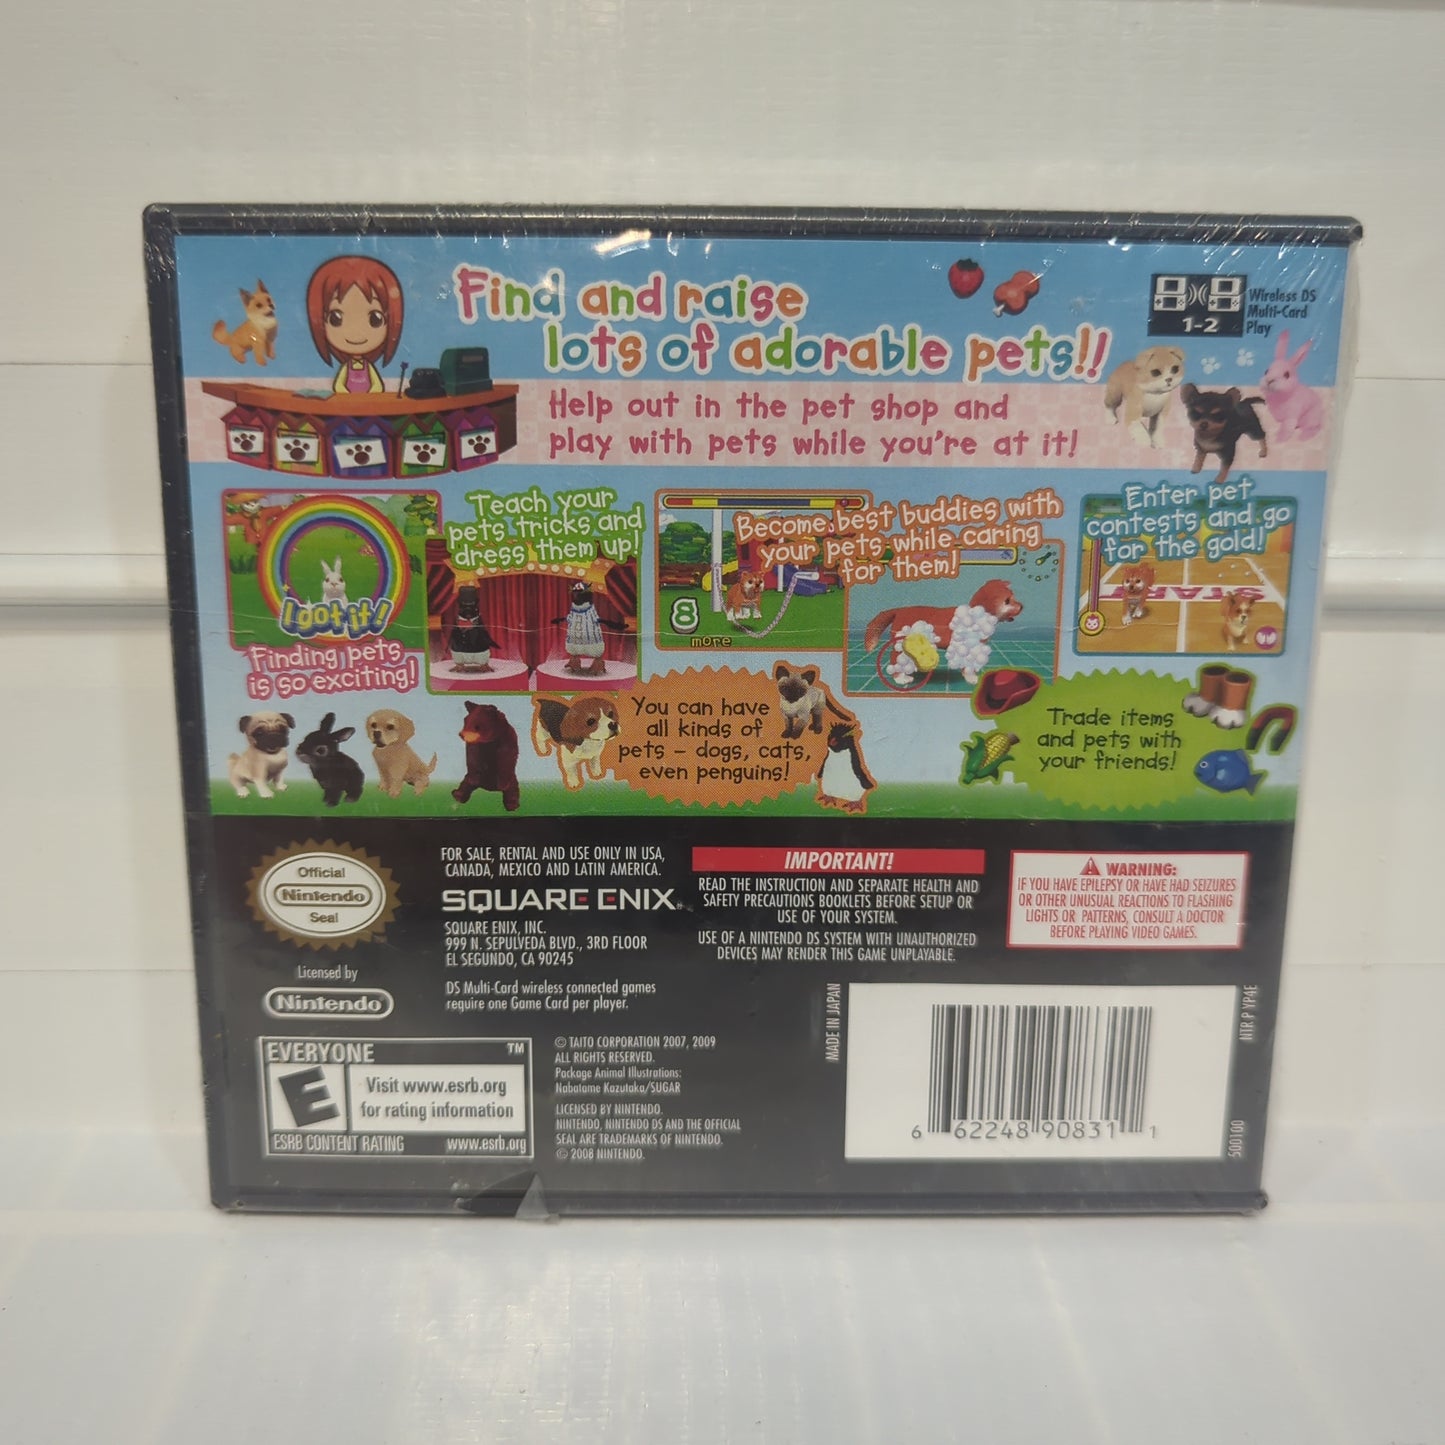 Find and raise
lots of adorable pets!!
Wireless DS
Multi-Card
Play
1-2
Help out in the pet shop and
play with pets while you're at it!
I got it!
Finding pets
is so exciting!
Teach your
pets tricks and
dress them up!
Become best buddies with
your pets while caring
for them!
8
more
Enter pet
contests and go
for the gold!
START
You can have
all kinds of
pets – dogs, cats,
even penguins!
Trade items
and pets with
your friends!
Official
Nintendo
Seal
Licensed by
Nintendo
FOR SALE, RENTAL AND USE ONLY IN USA,
CANADA, MEXICO AND LATIN AMERICA.
SQUARE ENIX
SQUARE ENIX, INC.
999 N. SEPULVEDA BLVD., 3RD FLOOR
EL SEGUNDO, CA 90245
DS Multi-Card wireless connected games
require one Game Card per player.
IMPORTANT!
READ THE INSTRUCTION AND SEPARATE HEALTH AND
SAFETY PRECAUTIONS BOOKLETS BEFORE SETUP OR
USE OF YOUR SYSTEM.
USE OF A NINTENDO DS SYSTEM WITH UNAUTHORIZED
DEVICES MAY RENDER THIS GAME UNPLAYABLE.
WARNING:
IF YOU HAVE EPILEPSY OR HAVE HAD SEIZURES
OR OTHER UNUSUAL REACTIONS TO FLASHING
LIGHTS OR PATTERNS, CONSULT A DOCTOR
BEFORE PLAYING VIDEO GAMES.
EVERYONE TM
E
Visit www.esrb.org
for rating information
ESRB CONTENT RATING www.esrb.org
© TAITO CORPORATION 2007, 2009
ALL RIGHTS RESERVED.
Package Animal Illustrations:
Nabatame Kazutaka/SUGAR
LICENSED BY NINTENDO.
NINTENDO, NINTENDO DS AND THE OFFICIAL
SEAL ARE TRADEMARKS OF NINTENDO.
© 2008 NINTENDO.
MADE IN JAPAN
6 62248 90831 1
NTR P YP4E
500100